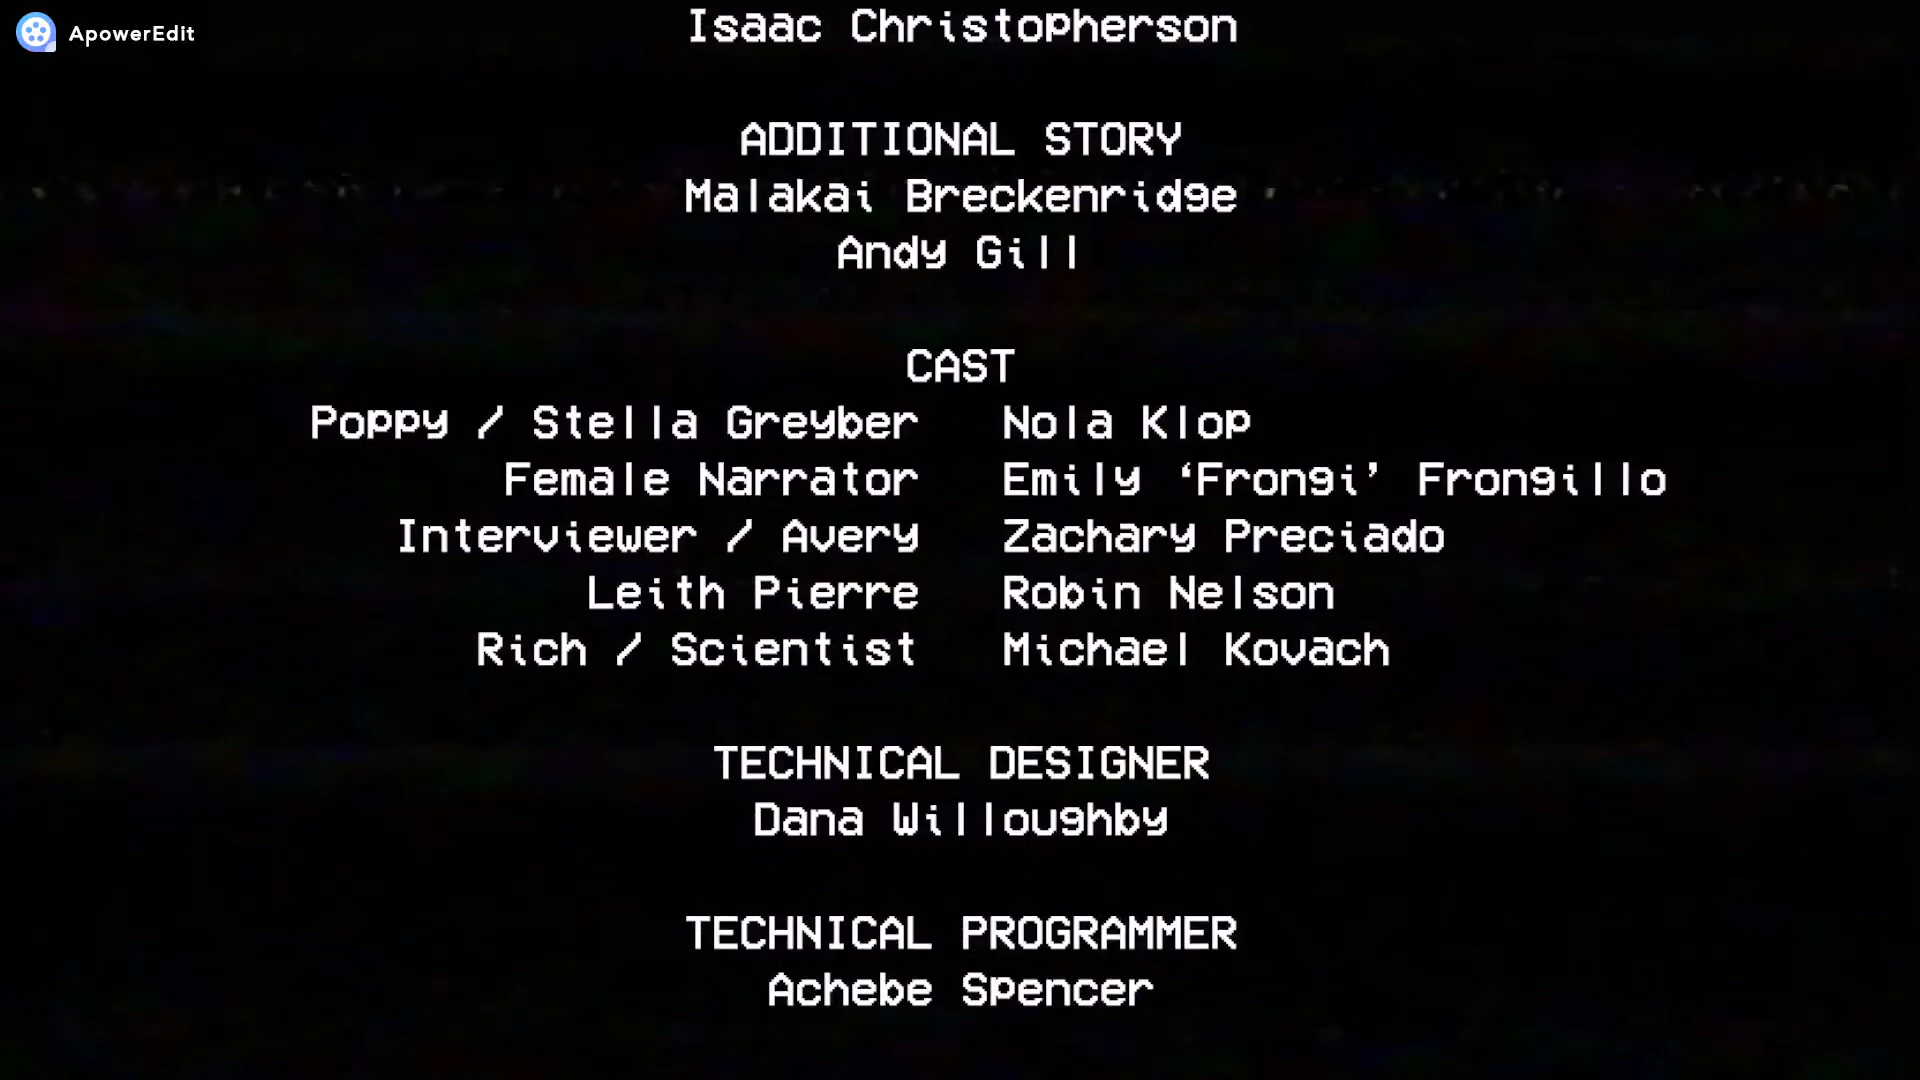 ApowerEdit
Isaac Christopherson
ADDITIONAL STORY
Malakai Breckenridge
Andy Gill
CAST
Poppy / Stella Greyber Nola Klop
Female Narrator Emily ‘Frongi’ Frongillo
Interviewer / Avery Zachary Preciado
Leith Pierre Robin Nelson
Rich / Scientist Michael Kovach
TECHNICAL DESIGNER
Dana Willoughby
TECHNICAL PROGRAMMER
Achebe Spencer